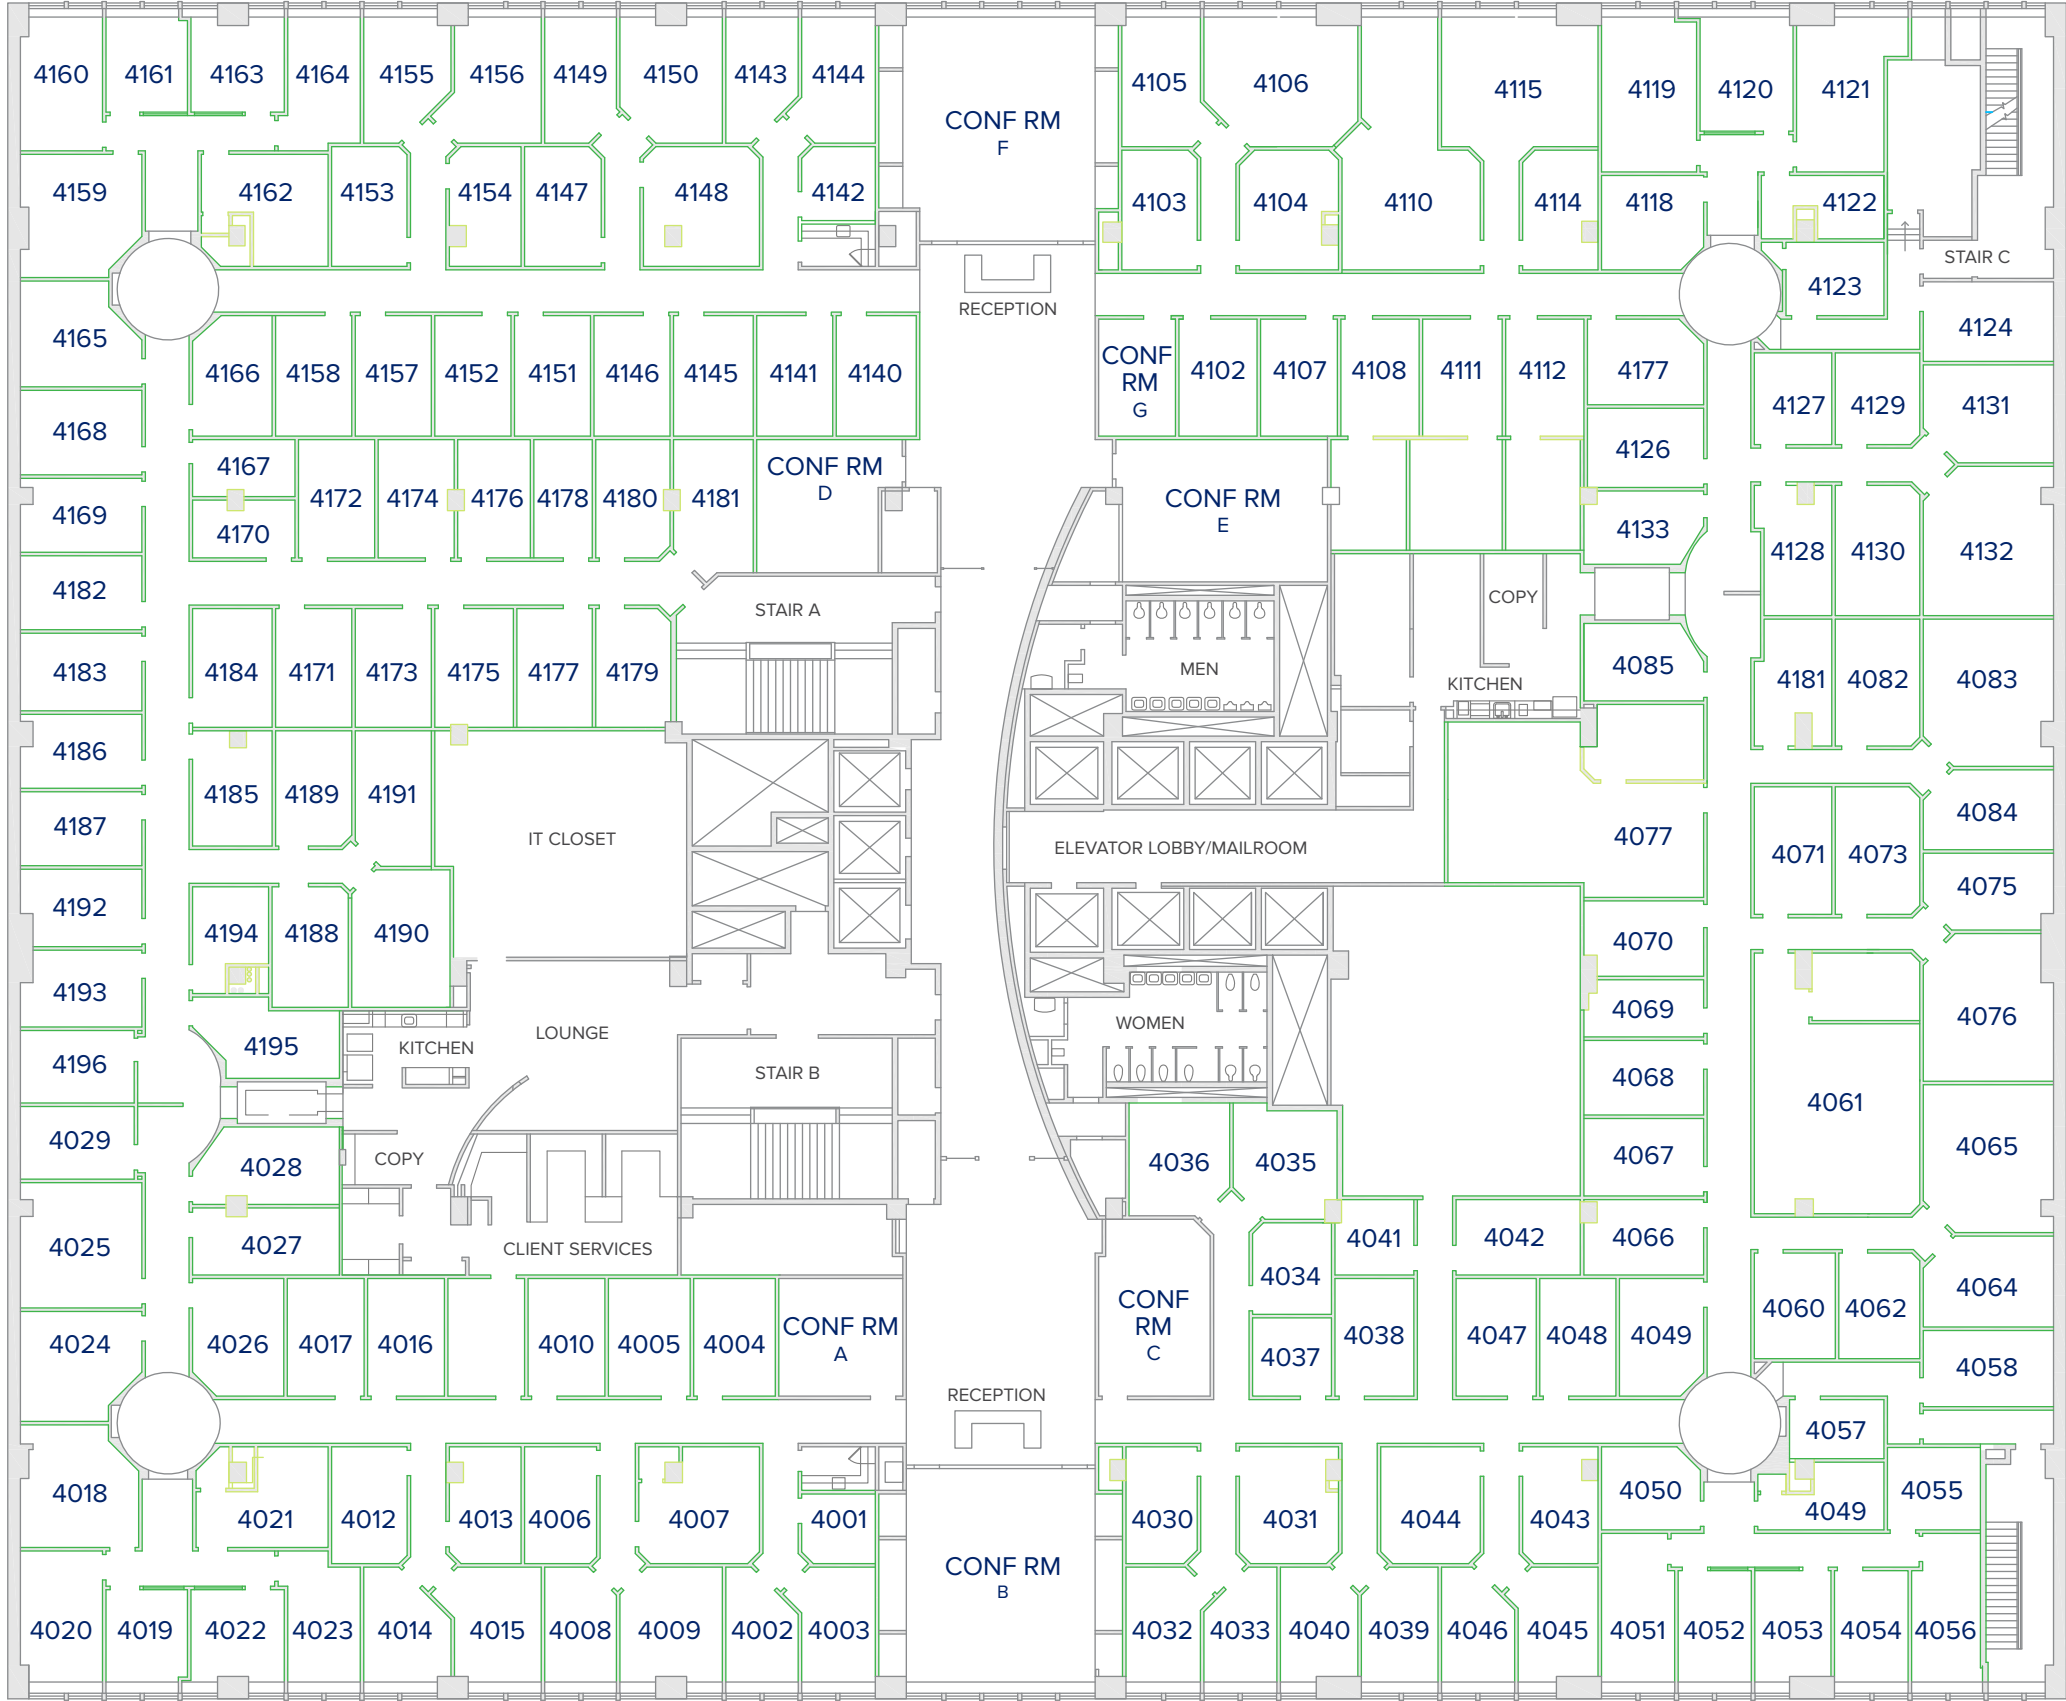 4160 4161 4163 4164 4155 4156 4149 4150 4143 4144
CONF RM
F
4105 4106 4115 4119 4120 4121
4159 4162 4153 4154 4147 4148 4142
4103 4104 4110 4114 4118 4122
STAIR C
4123
RECEPTION
4165
4124
4166 4158 4157 4152 4151 4146 4145 4141 4140
CONF
RM
G
4102 4107 4108 4111 4112 4177
4127 4129 4131
4168
4126
4167
CONF RM
D
4172 4174 4176 4178 4180 4181
CONF RM
E
4169
4170
4133
4128 4130 4132
4182
STAIR A
COPY
4183
4184 4171 4173 4175 4177 4179
MEN
KITCHEN
4085
4181 4082 4083
4186
4185 4189 4191
4187
IT CLOSET
ELEVATOR LOBBY/MAILROOM
4077
4084
4071 4073
4075
4192
4194 4188 4190
4070
4193
4069
4076
WOMEN
LOUNGE
4195
KITCHEN
4196
STAIR B
4068
4061
4029
4028
COPY
4036 4035
4067
4065
4025
4027
CLIENT SERVICES
4041 4042 4066
4034
4064
4024
4026 4017 4016 4010 4005 4004
CONF RM
A
CONF
RM
C
4037
4038
4047 4048 4049
4060 4062
4058
RECEPTION
4057
4018
4021 4012 4013 4006 4007 4001
4030 4031 4044 4043
4050
4049
4055
CONF RM
B
4020 4019 4022 4023 4014 4015 4008 4009 4002 4003
4032 4033 4040 4039 4046 4045 4051 4052 4053 4054 4056